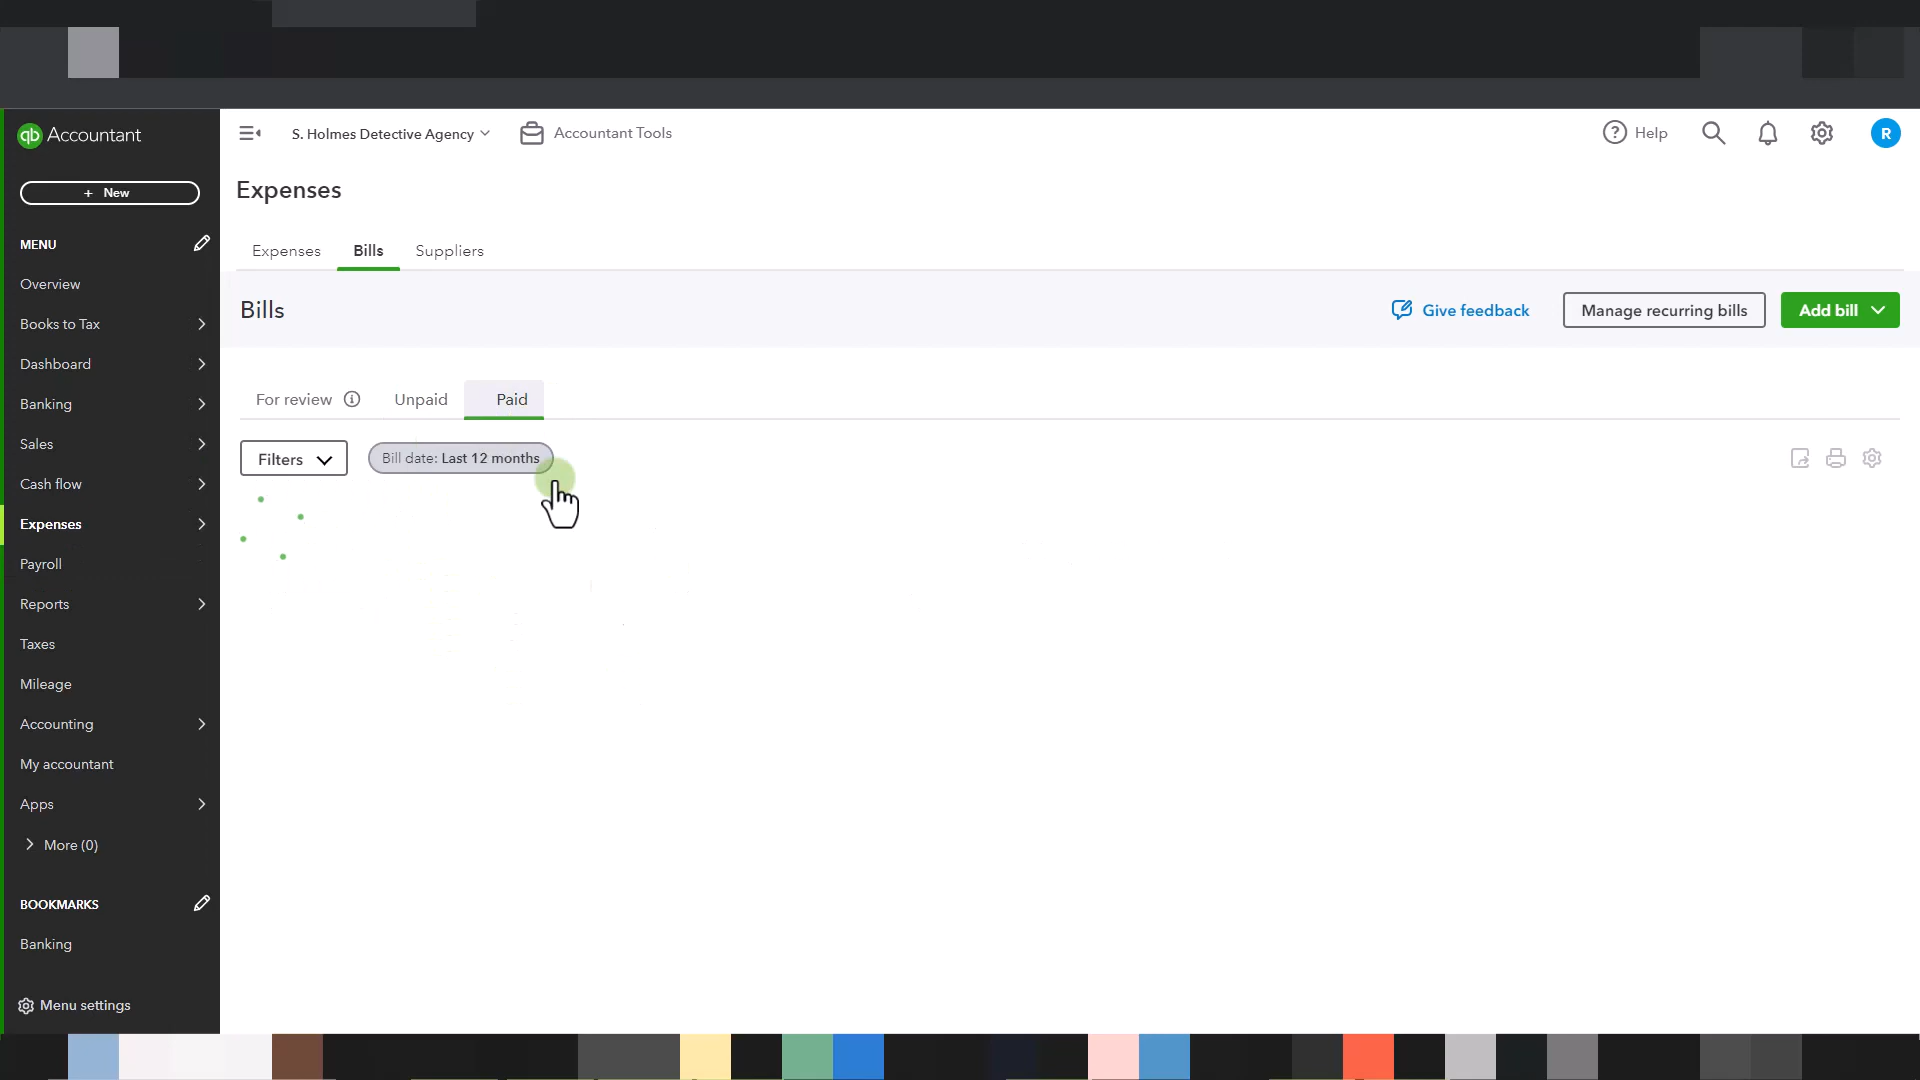 qb Accountant
+ New
MENU
Overview
Books to Tax
Dashboard
Banking
Sales
Cash flow
Expenses
Payroll
Reports
Taxes
Mileage
Accounting
My accountant
Apps
More (0)
BOOKMARKS
Banking
Menu settings
S. Holmes Detective Agency
Accountant Tools
? Help
R
Expenses
Expenses Bills Suppliers
Bills
Give feedback
Manage recurring bills
Add bill
For review Unpaid Paid
Filters
Bill date: Last 12 months